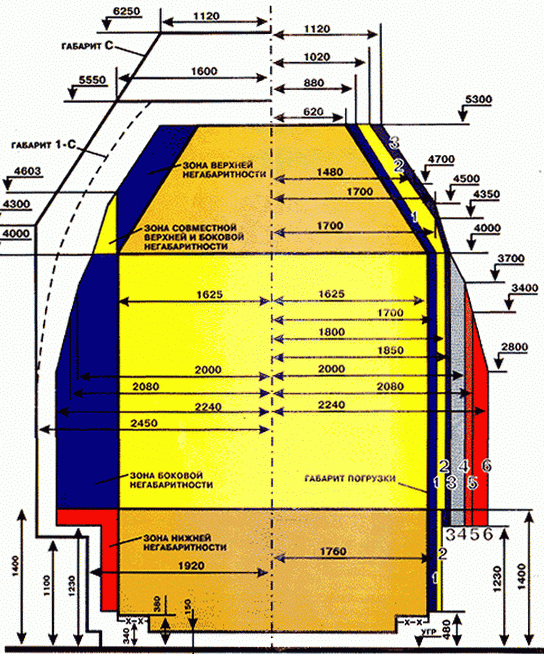 6250
1120
ГАБАРИТ С
1120
1020
1600
5550
880
620
5300
ГАБАРИТ 1-С
3
2
ЗОНА ВЕРХНЕЙ
НЕГАБАРИТНОСТИ
1480
4700
4603
1700
4500
4300
1
4350
ЗОНА СОВМЕСТНОЙ
ВЕРХНЕЙ И БОКОВОЙ
НЕГАБАРИТНОСТИ
1700
4000
4000
3700
1625
1625
3400
1700
1800
1850
2800
2000
2000
2080
2080
2240
2240
2450
ЗОНА БОКОВОЙ
НЕГАБАРИТНОСТИ
ГАБАРИТ ПОГРУЗКИ
2 4 6
1 3 5
3 4 5 6
ЗОНА НИЖНЕЙ
НЕГАБАРИТНОСТИ
1760
2
1920
1
1400
1100
1230
380
340
150
-х-х-
-х-х-
УГР
480
1230
1400